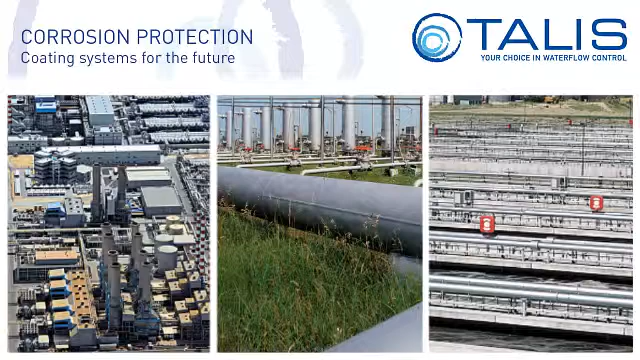 CORROSION PROTECTION
Coating systems for the future
TALIS
YOUR CHOICE IN WATERFLOW CONTROL